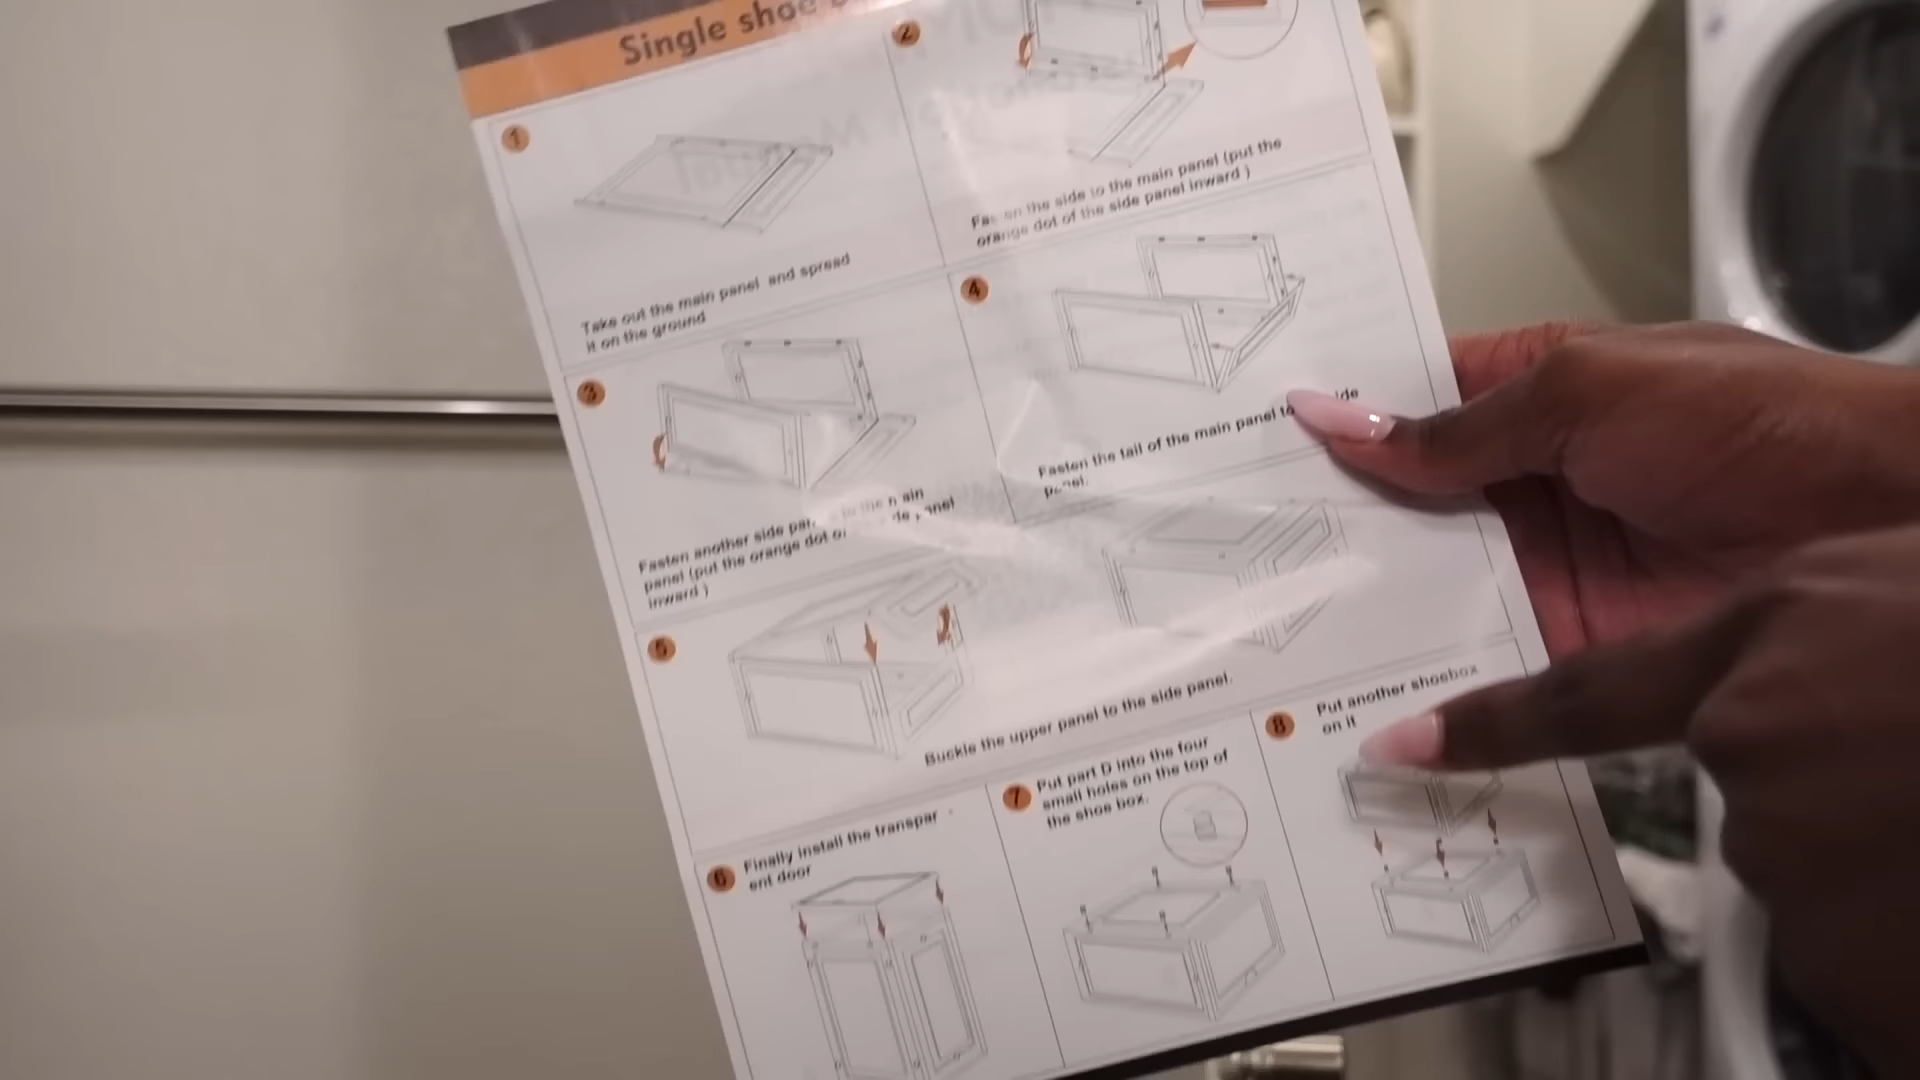 Single shoe
1
Take out the main panel and spread
it on the ground
2
the side to the main panel (put the
orange dot of the side panel inward )
3
Fasten another side
panel (put the orange dot
inward )
4
Fasten the tail of the main panel
5
Buckle the upper panel to the side panel.
6
Finally install the transpar
ent door
7
Put part D into the four
small holes on the top of
the shoe box.
8
Put another shoebox
on it